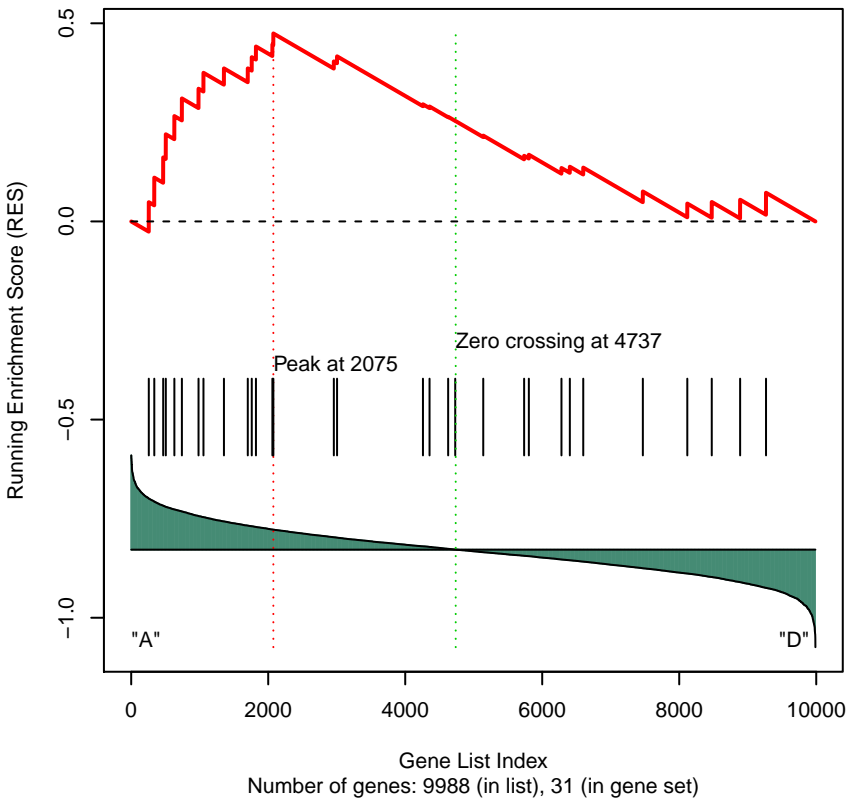 Running Enrichment Score (RES)
0.5
0.0
−0.5
−1.0
Zero crossing at 4737
Peak at 2075
"A"
"D"
0
2000
4000
6000
8000
10000
Gene List Index
Number of genes: 9988 (in list), 31 (in gene set)